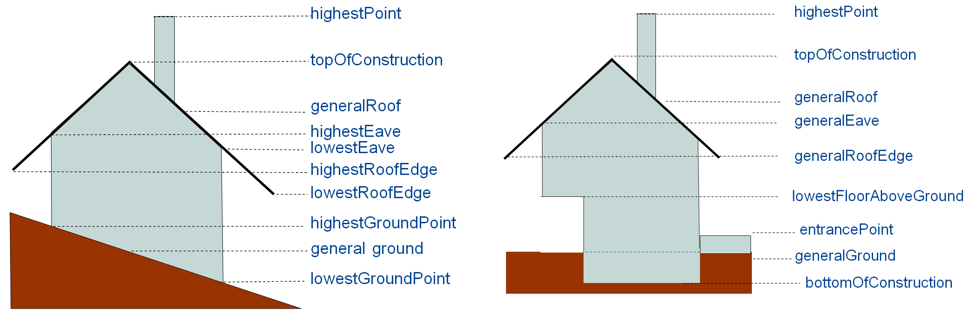 highestPoint
topOfConstruction
generalRoof
highestEave
lowestEave
highestRoofEdge
lowestRoofEdge
highestGroundPoint
general ground
lowestGroundPoint
highestPoint
topOfConstruction
generalRoof
generalEave
generalRoofEdge
lowestFloorAboveGround
entrancePoint
generalGround
bottomOfConstruction